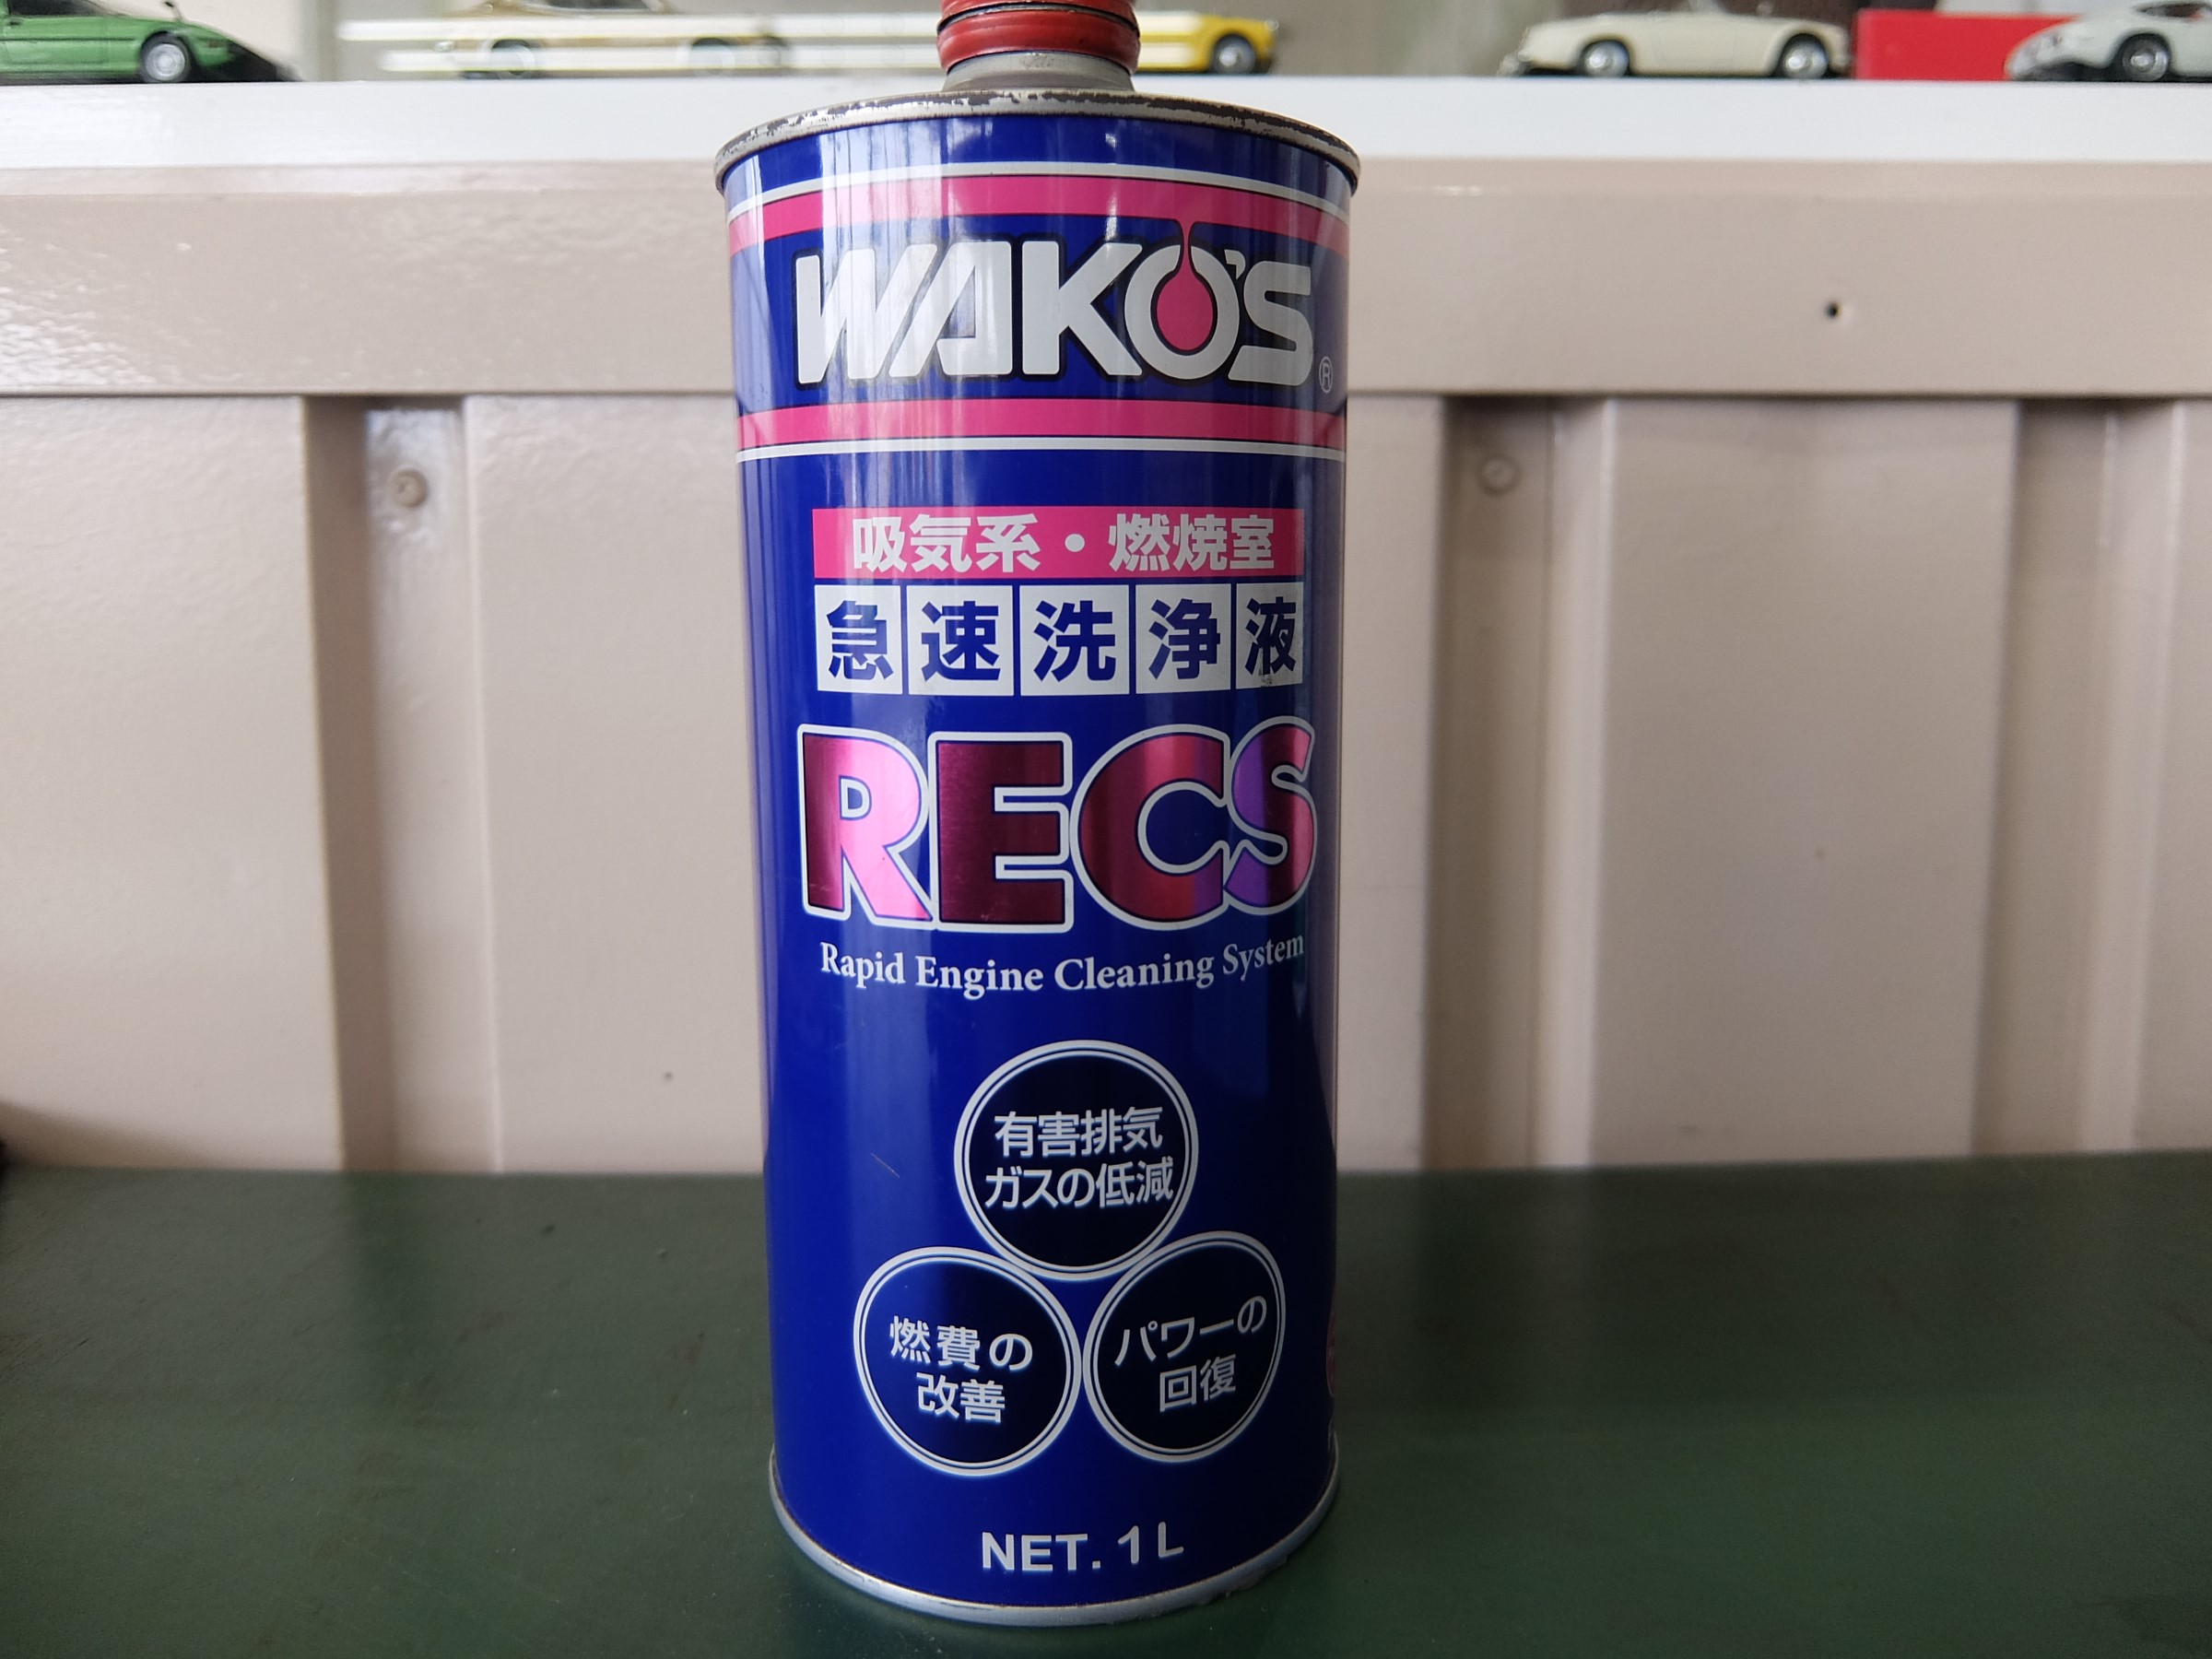 WAKO'S®
吸気系・燃焼室
急速洗浄液
RECS
Rapid Engine Cleaning System
有害排気
ガスの低減
燃費の
改善
パワーの
回復
NET. 1L